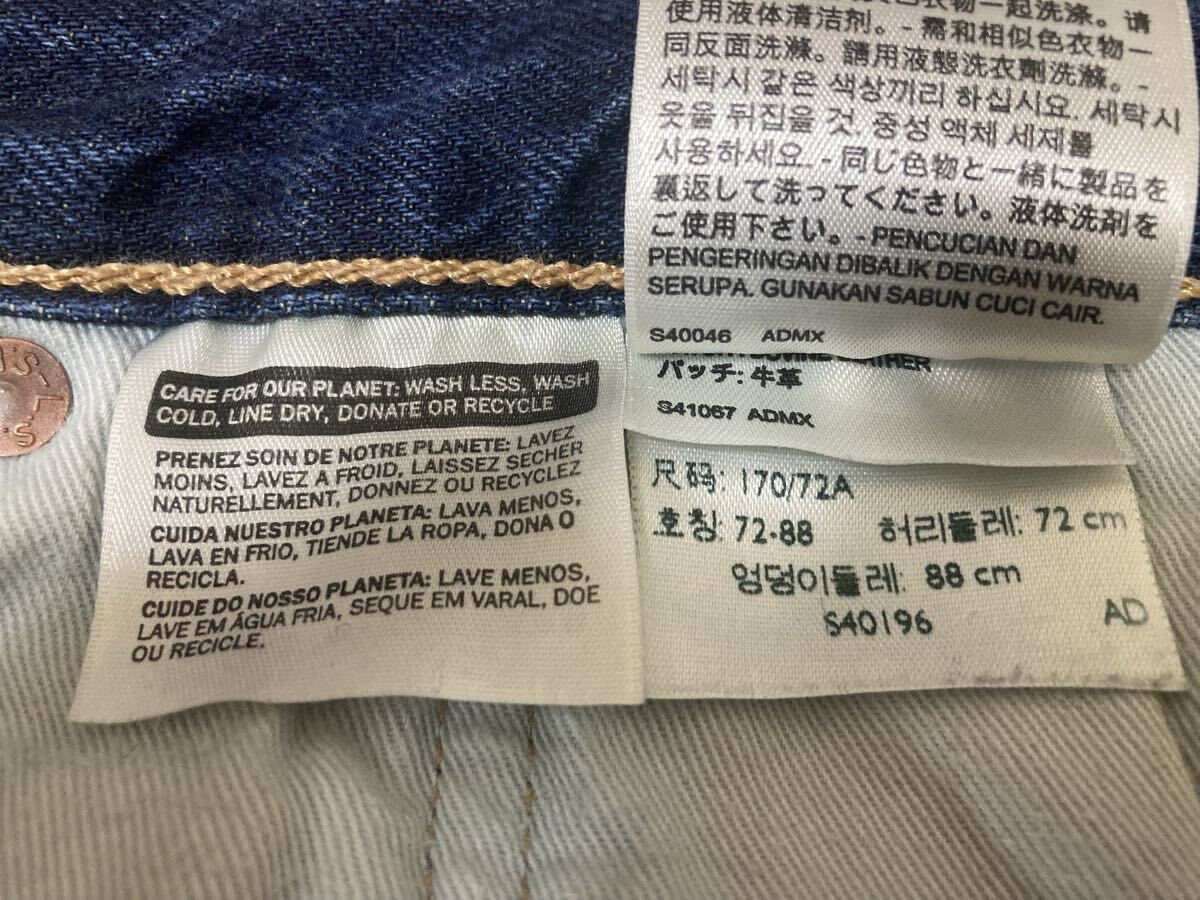 衣物一起洗涤。请
使用液体清洁剂。- 需和相似色衣物一
同反面洗滌。請用液態洗衣劑洗滌。-
세탁시 같은 색상끼리 하십시요. 세탁시
옷을 뒤집을 것. 중성 액체 세제를
사용하세요. - 同じ色物と一緒に製品を
裏返して洗ってください。液体洗剤を
ご使用下さい。- PENCUCIAN DAN
PENGERINGAN DIBALIK DENGAN WARNA
SERUPA. GUNAKAN SABUN CUCI CAIR.
S40046 ADMX
パッチ: 牛革
S41067 ADMX
CARE FOR OUR PLANET: WASH LESS, WASH
COLD, LINE DRY, DONATE OR RECYCLE
PRENEZ SOIN DE NOTRE PLANETE: LAVEZ
MOINS, LAVEZ A FROID, LAISSEZ SECHER
NATURELLEMENT, DONNEZ OU RECYCLEZ
CUIDA NUESTRO PLANETA: LAVA MENOS,
LAVA EN FRIO, TIENDE LA ROPA, DONA O
RECICLA.
CUIDE DO NOSSO PLANETA: LAVE MENOS,
LAVE EM ÁGUA FRIA, SEQUE EM VARAL, DOE
OU RECICLE.
尺码: 170/72A
호칭: 72-88 허리둘레: 72 cm
엉덩이둘레: 88 cm
S40196 AD